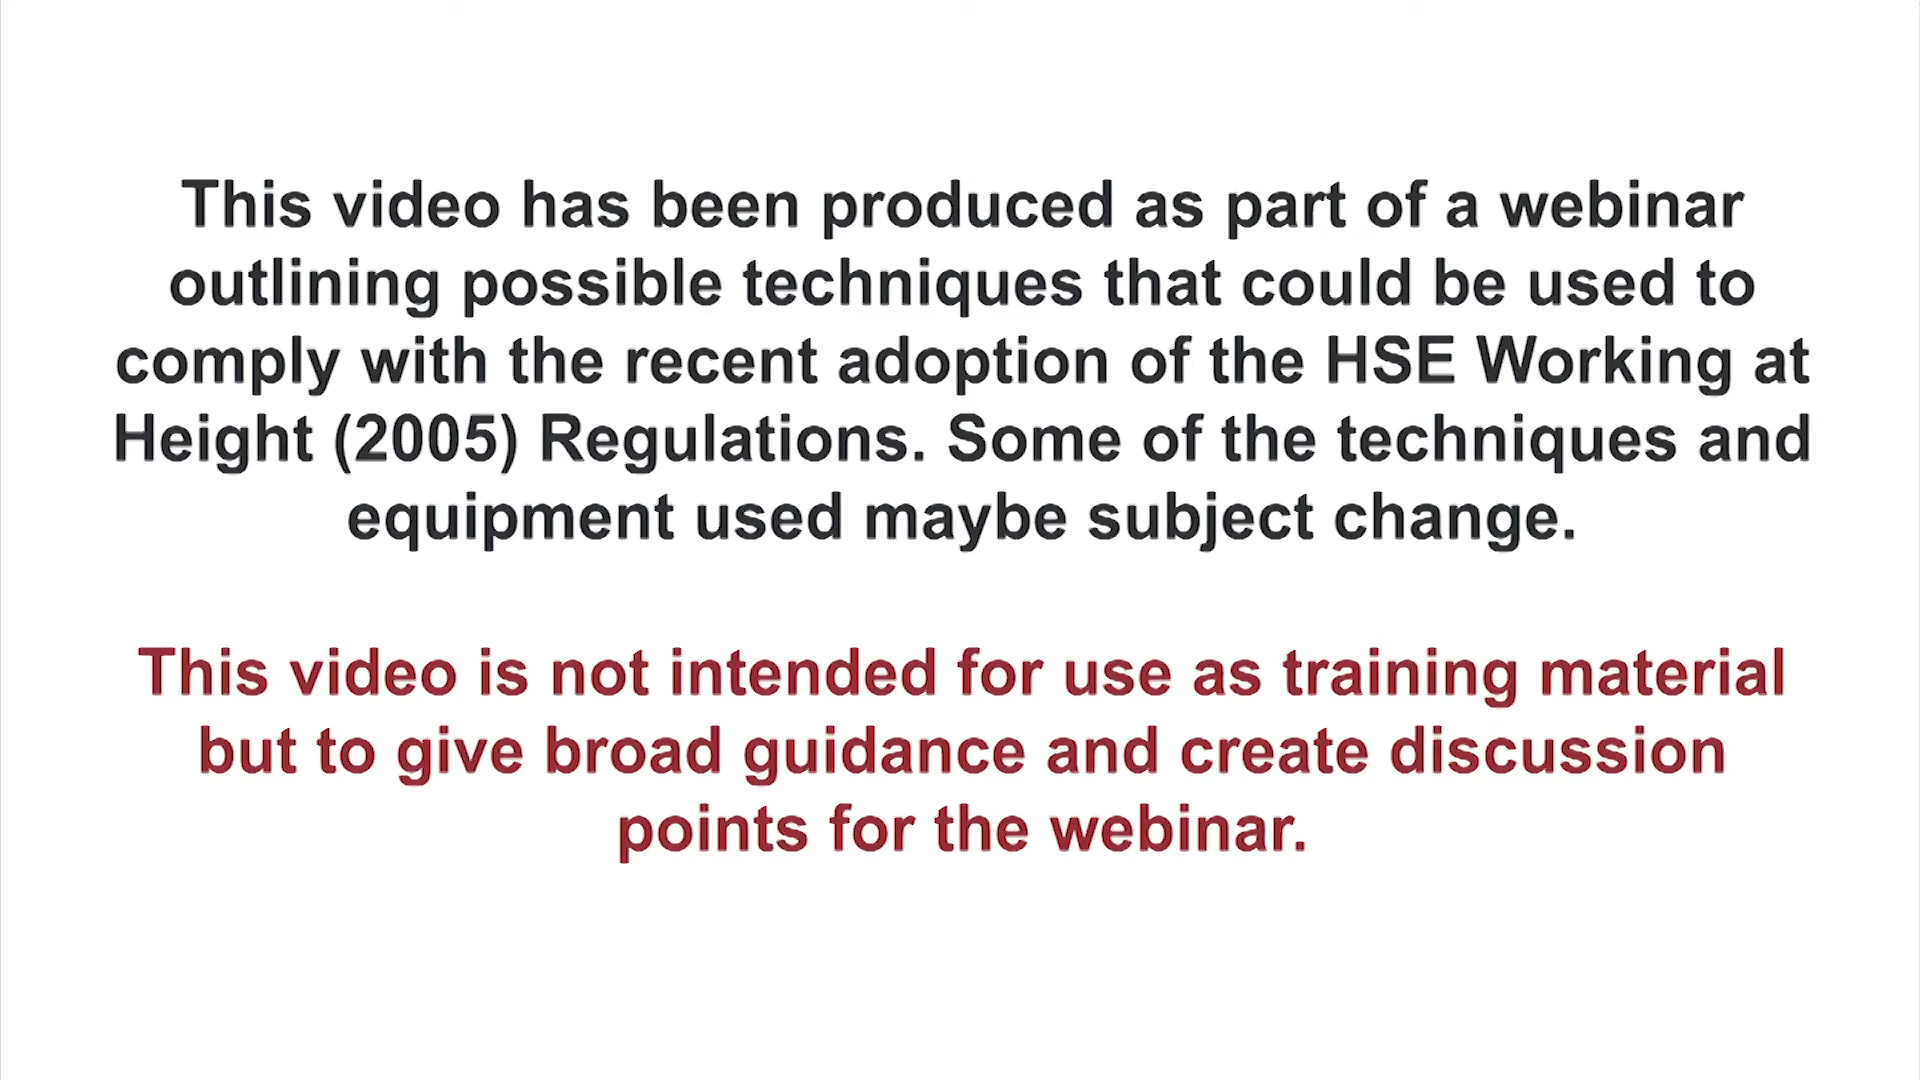 This video has been produced as part of a webinar
outlining possible techniques that could be used to
comply with the recent adoption of the HSE Working at
Height (2005) Regulations. Some of the techniques and
equipment used maybe subject change.
This video is not intended for use as training material
but to give broad guidance and create discussion
points for the webinar.